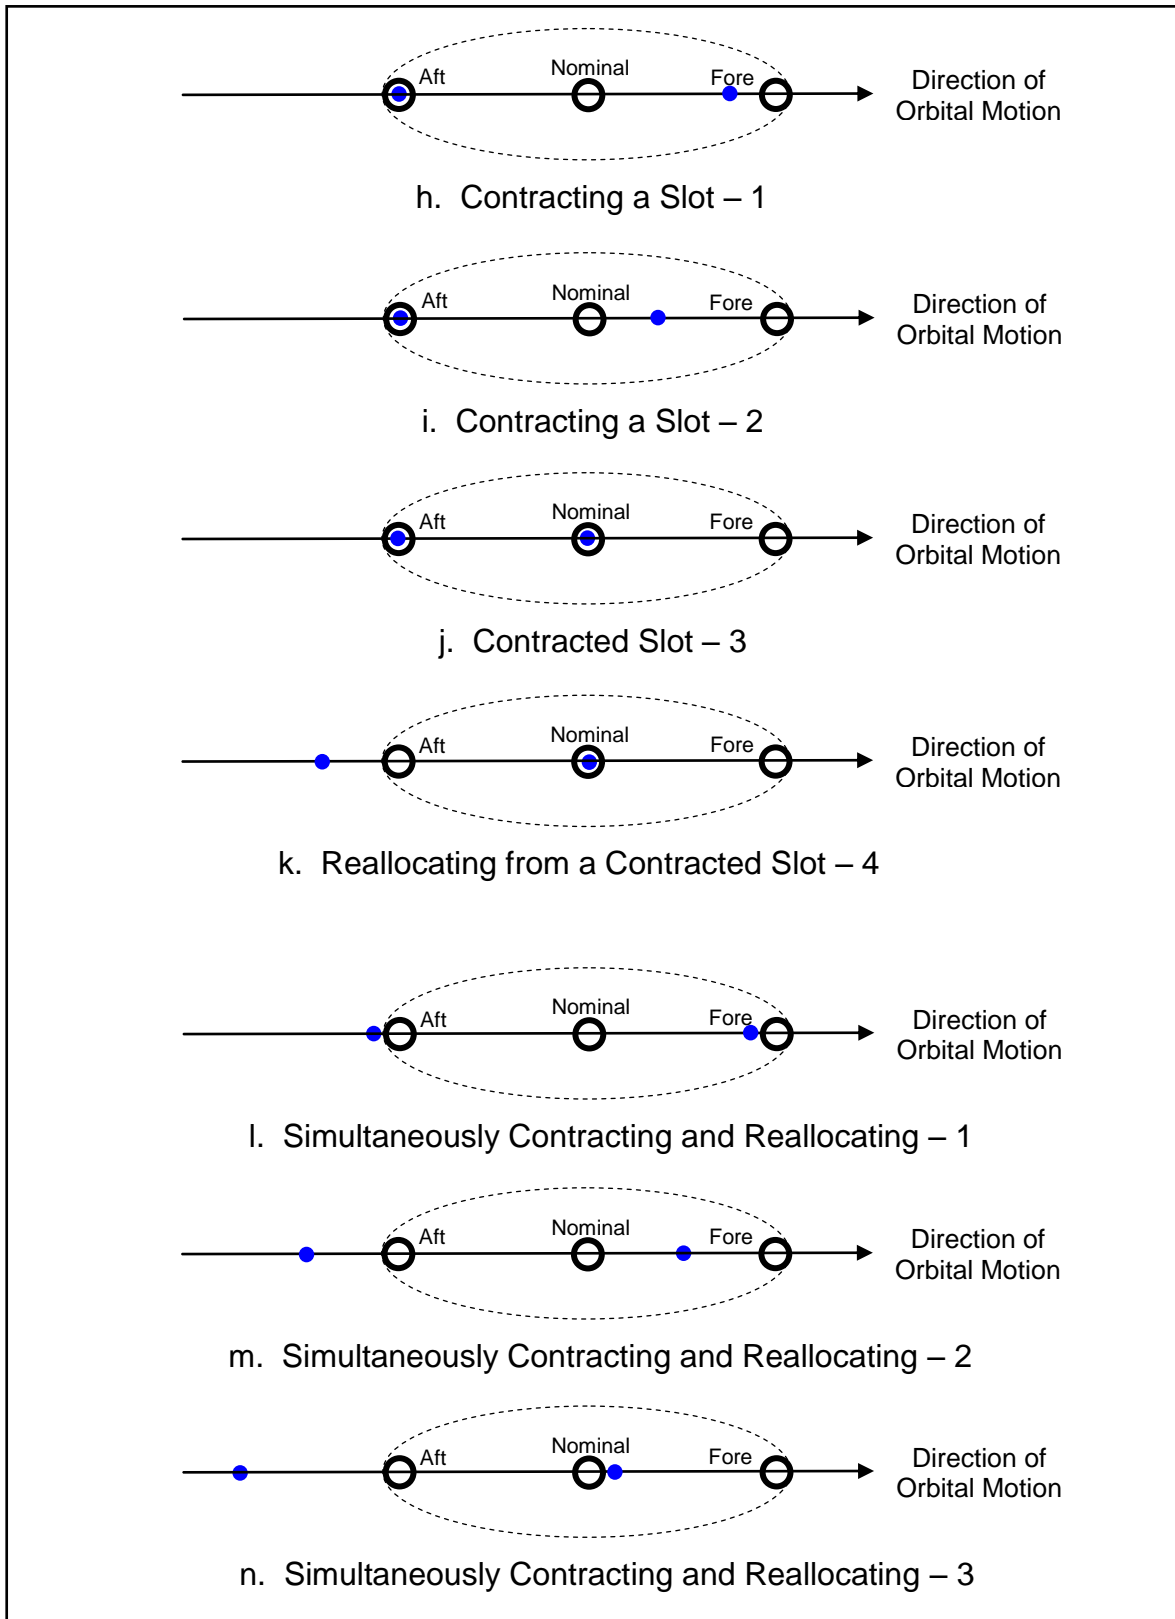 Aft Nominal Fore Direction of
Orbital Motion
h. Contracting a Slot – 1
Aft Nominal Fore Direction of
Orbital Motion
i. Contracting a Slot – 2
Aft Nominal Fore Direction of
Orbital Motion
j. Contracted Slot – 3
Aft Nominal Fore Direction of
Orbital Motion
k. Reallocating from a Contracted Slot – 4
Aft Nominal Fore Direction of
Orbital Motion
l. Simultaneously Contracting and Reallocating – 1
Aft Nominal Fore Direction of
Orbital Motion
m. Simultaneously Contracting and Reallocating – 2
Aft Nominal Fore Direction of
Orbital Motion
n. Simultaneously Contracting and Reallocating – 3